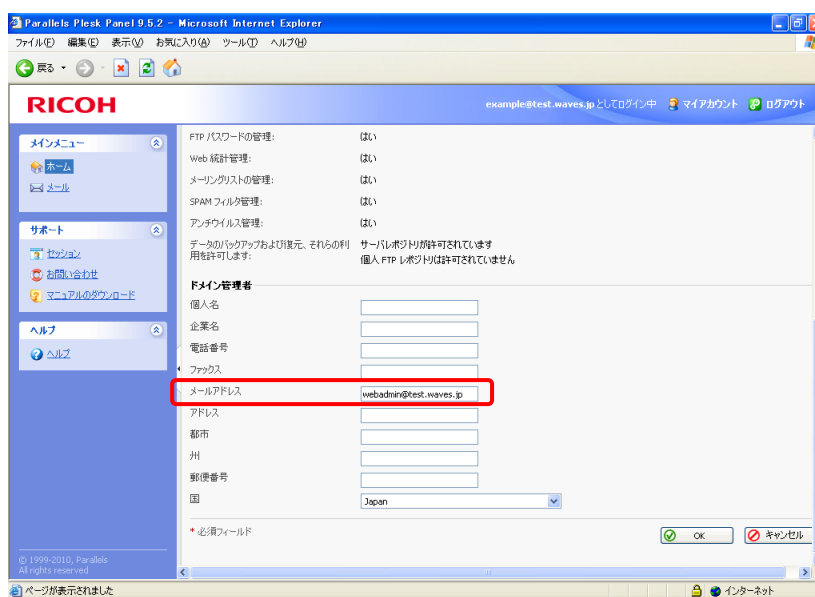 Parallels Plesk Panel 9.5.2 - Microsoft Internet Explorer
ファイル(F) 編集(E) 表示(V) お気に入り(A) ツール(T) ヘルプ(H)
戻る
RICOH
example@test.waves.jp としてログイン中 マイアカウント ログアウト
メインメニュー
ホーム
メール
サポート
セッション
お問い合わせ
マニュアルのダウンロード
ヘルプ
ヘルプ
© 1999-2010, Parallels
All rights reserved
FTP パスワードの管理: はい
Web 統計管理: はい
メーリングリストの管理: はい
SPAM フィルタ管理: はい
アンチウイルス管理: はい
データのバックアップおよび復元、それらの利用を許可します: サーバレポジトリが許可されています
個人 FTP レポジトリは許可されていません
ドメイン管理者
個人名
企業名
電話番号
ファックス
メールアドレス webadmin@test.waves.jp
アドレス
都市
州
郵便番号
国 Japan
* 必須フィールド
OK キャンセル
ページが表示されました インターネット